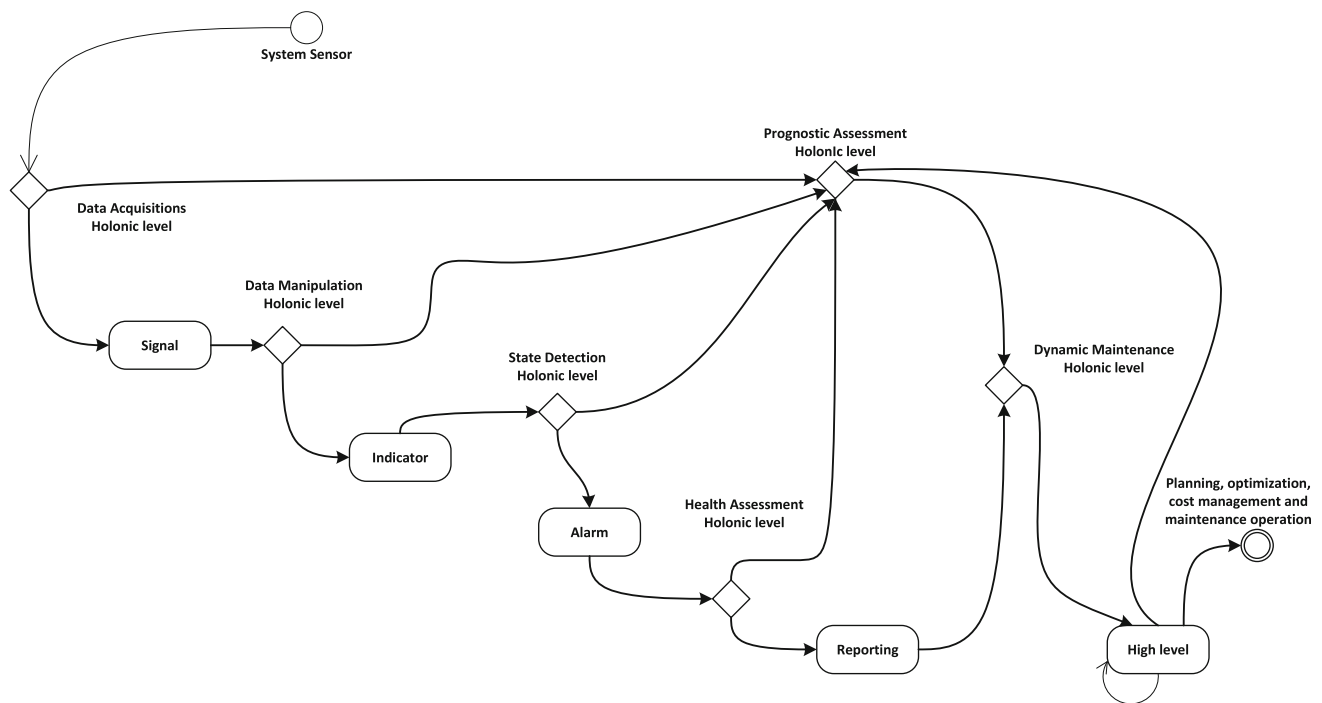 System Sensor
Prognostic Assessment
HolonIc level
Data Acquisitions
Holonic level
Data Manipulation
Holonic level
Signal
State Detection
Holonic level
Dynamic Maintenance
Holonic level
Indicator
Health Assessment
Holonic level
Planning, optimization,
cost management and
maintenance operation
Alarm
Reporting
High level